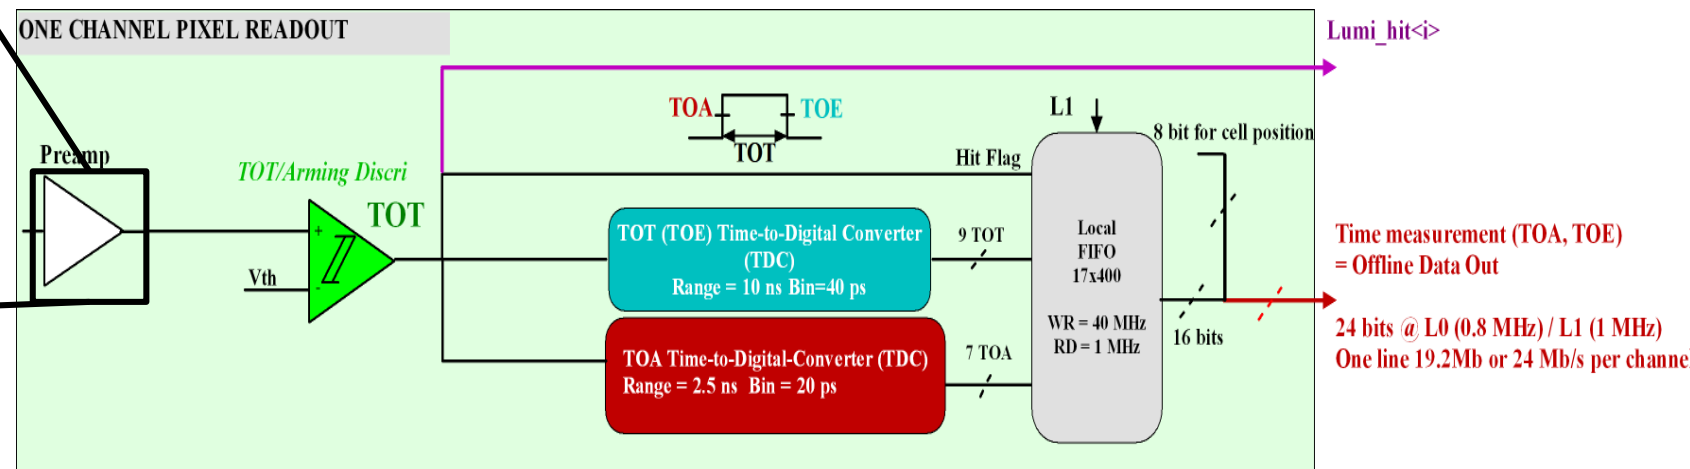 ONE CHANNEL PIXEL READOUT
Lumi_hit<i>
TOA
TOE
TOT
L1
8 bit for cell position
Preamp
TOT/Arming Discri
TOT
Hit Flag
+
Vth
-
TOT (TOE) Time-to-Digital Converter
(TDC)
Range = 10 ns Bin=40 ps
9 TOT
Local
FIFO
17x400
WR = 40 MHz
RD = 1 MHz
16 bits
TOA Time-to-Digital-Converter (TDC)
Range = 2.5 ns Bin = 20 ps
7 TOA
Time measurement (TOA, TOE)
= Offline Data Out
24 bits @ L0 (0.8 MHz) / L1 (1 MHz)
One line 19.2Mb or 24 Mb/s per channel